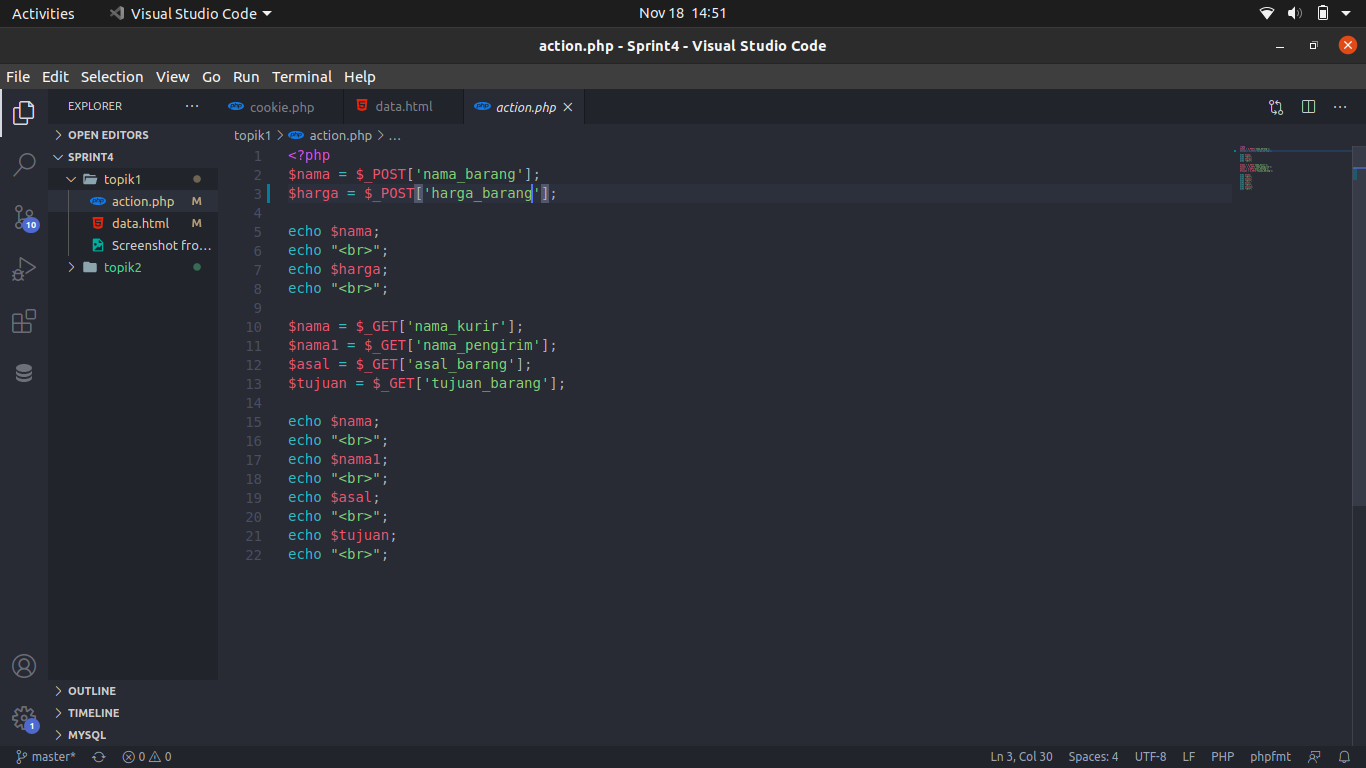 Activities Visual Studio Code Nov 18 14:51
action.php - Sprint4 - Visual Studio Code
File Edit Selection View Go Run Terminal Help
EXPLORER ... cookie.php data.html action.php
OPEN EDITORS
SPRINT4
topik1
action.php M
data.html M
Screenshot fro...
topik2
10
topik1 > action.php > ...
1 <?php
2 $nama = $_POST['nama_barang'];
3 $harga = $_POST['harga_barang'];
4
5 echo $nama;
6 echo "<br>";
7 echo $harga;
8 echo "<br>";
9
10 $nama = $_GET['nama_kurir'];
11 $nama1 = $_GET['nama_pengirim'];
12 $asal = $_GET['asal_barang'];
13 $tujuan = $_GET['tujuan_barang'];
14
15 echo $nama;
16 echo "<br>";
17 echo $nama1;
18 echo "<br>";
19 echo $asal;
20 echo "<br>";
21 echo $tujuan;
22 echo "<br>";
OUTLINE
TIMELINE
MYSQL
1
master* 0 0 Ln 3, Col 30 Spaces: 4 UTF-8 LF PHP phpfmt